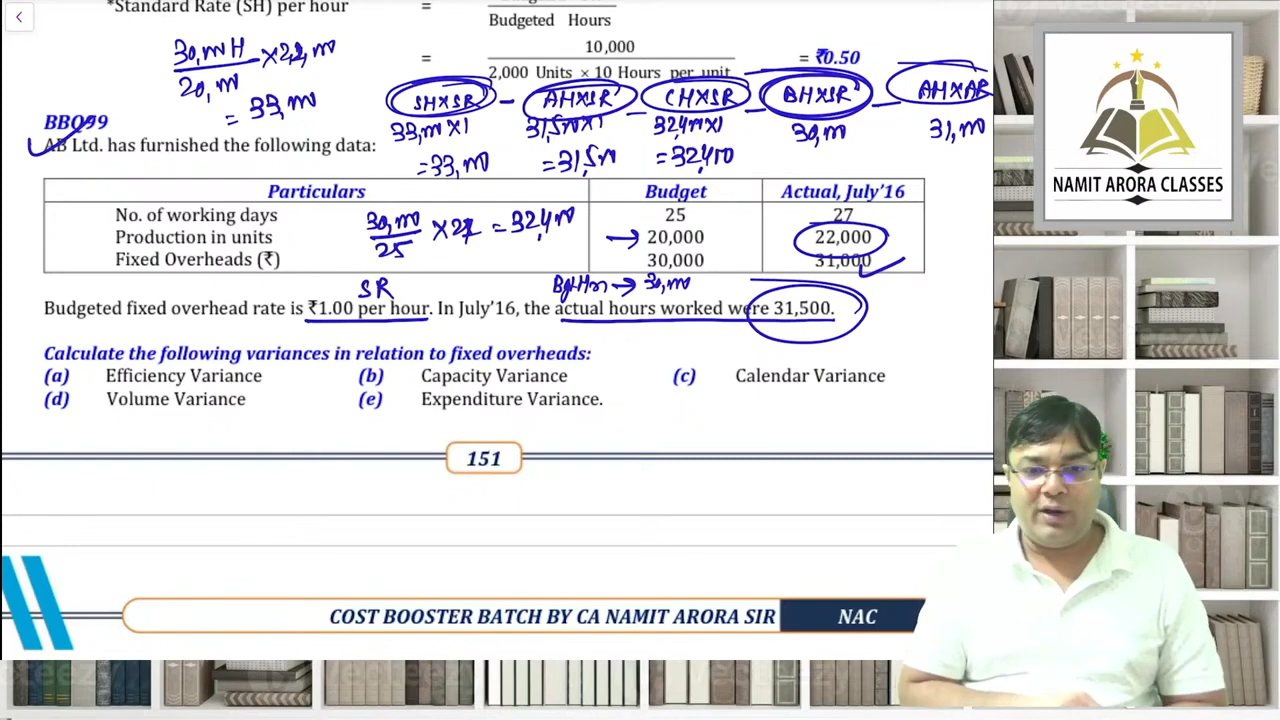 *Standard Rate (SH) per hour =
Budgeted Hours
= 10,000
2,000 Units × 10 Hours per unit
= ₹0.50
30,000 H
20,000 × 22,000
= 33,000
SH×SR - AH×SR - CH×SR - BH×SR - AH×AR
33,000×1 31,500×1 32,400×1 30,000 31,000
=33,000 =31,500 =32,400
BBQ99
AB Ltd. has furnished the following data:
Particulars Budget Actual, July'16
No. of working days 25 27
Production in units → 20,000 22,000
Fixed Overheads (₹) 30,000 31,000
30,000
25 × 27 = 32,400
SR
Bgt Hrs → 30,000
Budgeted fixed overhead rate is ₹1.00 per hour. In July'16, the actual hours worked were 31,500.
Calculate the following variances in relation to fixed overheads:
(a) Efficiency Variance (b) Capacity Variance (c) Calendar Variance
(d) Volume Variance (e) Expenditure Variance.
151
COST BOOSTER BATCH BY CA NAMIT ARORA SIR NAC
NAMIT ARORA CLASSES